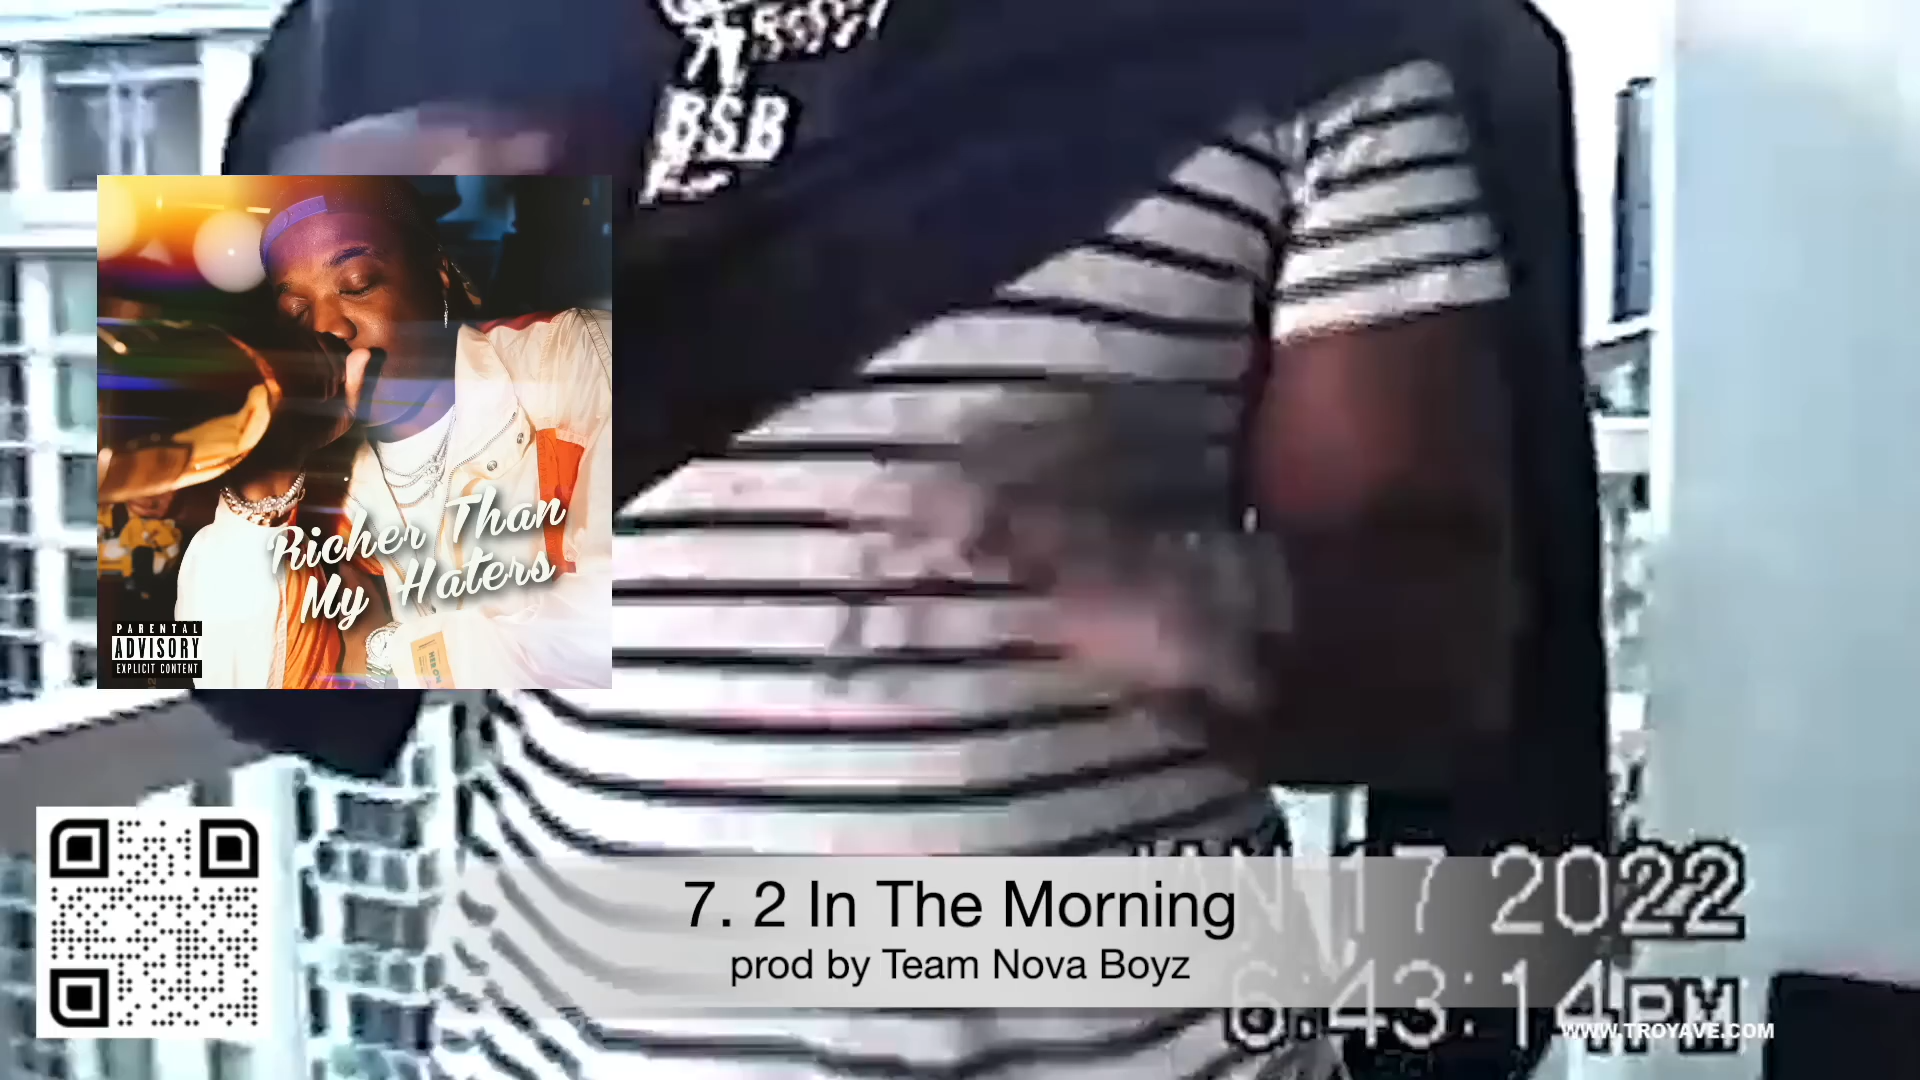 BSB
Richer Than
My Haters
PARENTAL
ADVISORY
EXPLICIT CONTENT
7. 2 In The Morning
prod by Team Nova Boyz
JAN 17 2022
6:43:14PM
WWW.TROYAVE.COM